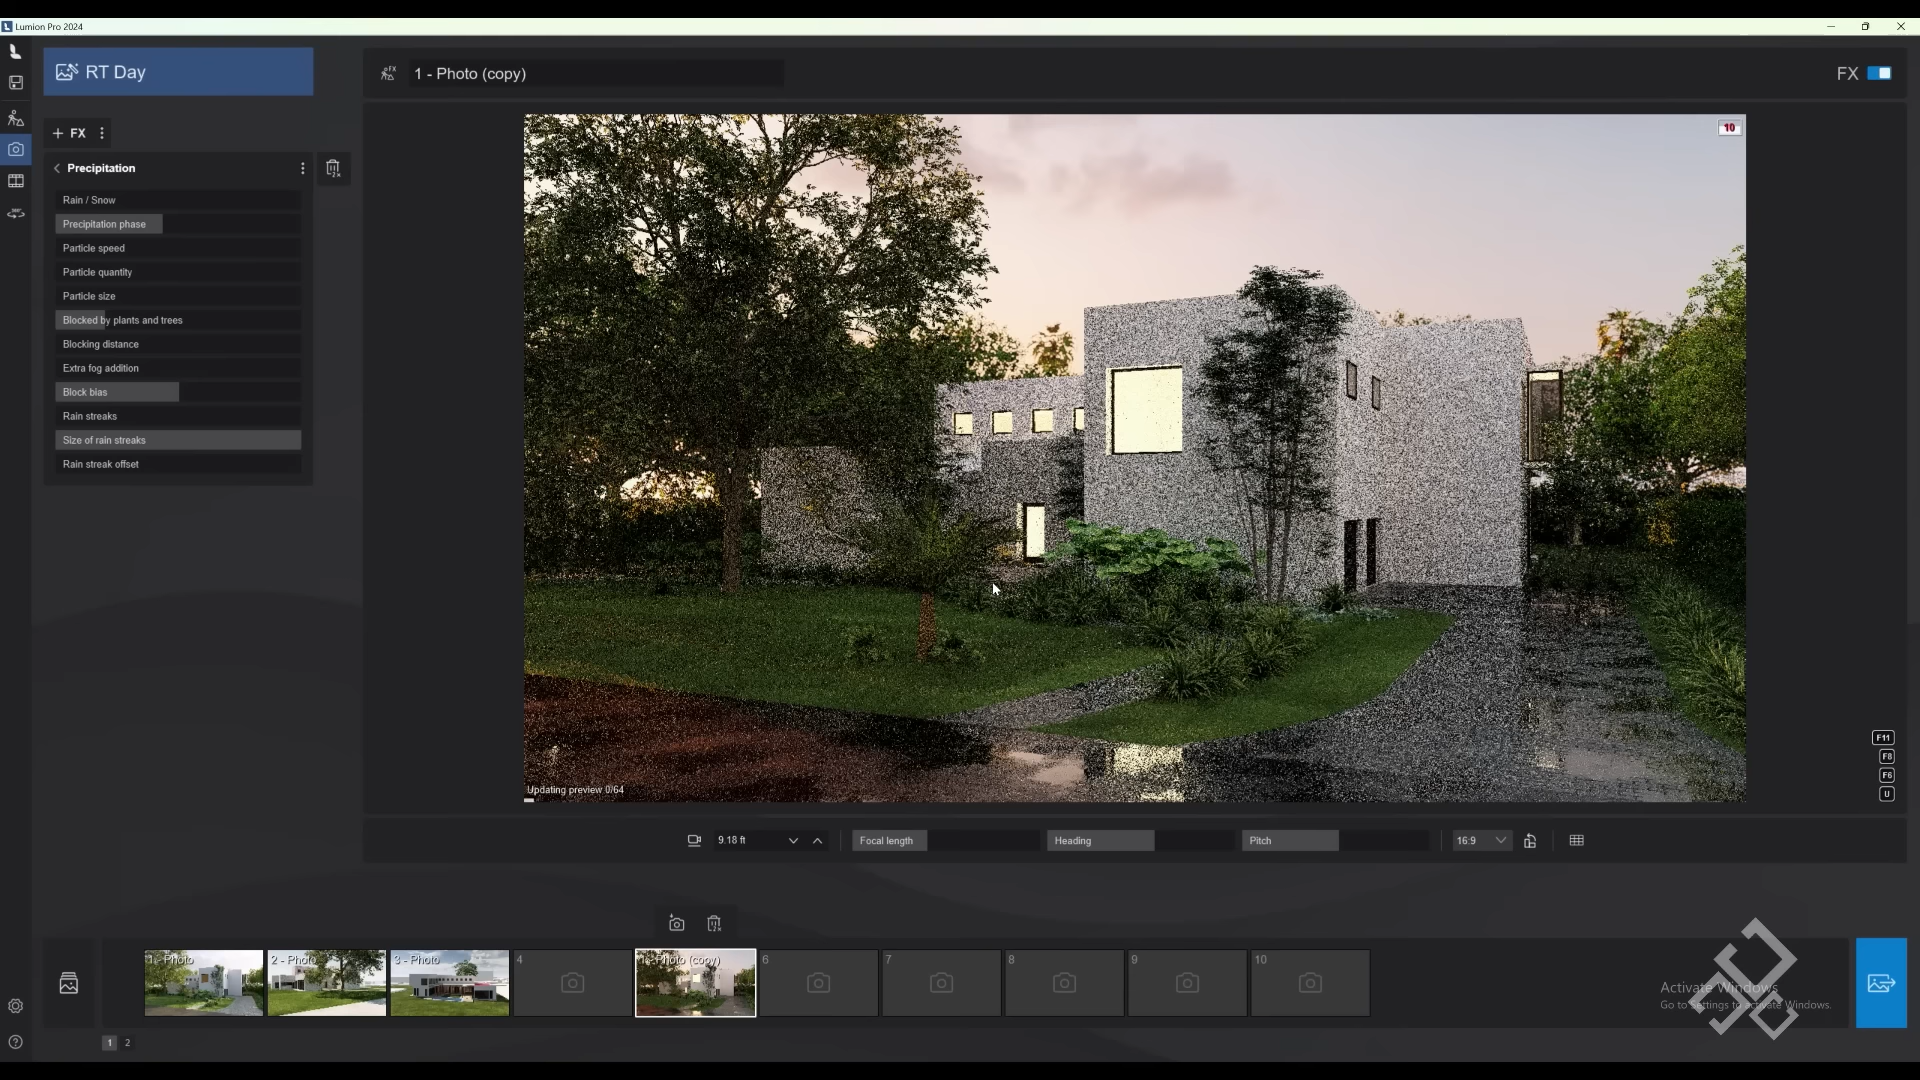 Lumion Pro 2024
RT Day
1 - Photo (copy)
FX
+ FX
Precipitation
Rain / Snow
Precipitation phase
Particle speed
Particle quantity
Particle size
Blocked by plants and trees
Blocking distance
Extra fog addition
Block bias
Rain streaks
Size of rain streaks
Rain streak offset
10
Updating preview 0/64
F11
F8
F6
U
9.18 ft
Focal length
Heading
Pitch
16:9
1 - Photo
2 - Photo
3 - Photo
4
Photo (copy)
6
7
8
9
10
Activate Windows
Go to Settings to activate Windows.
1
2